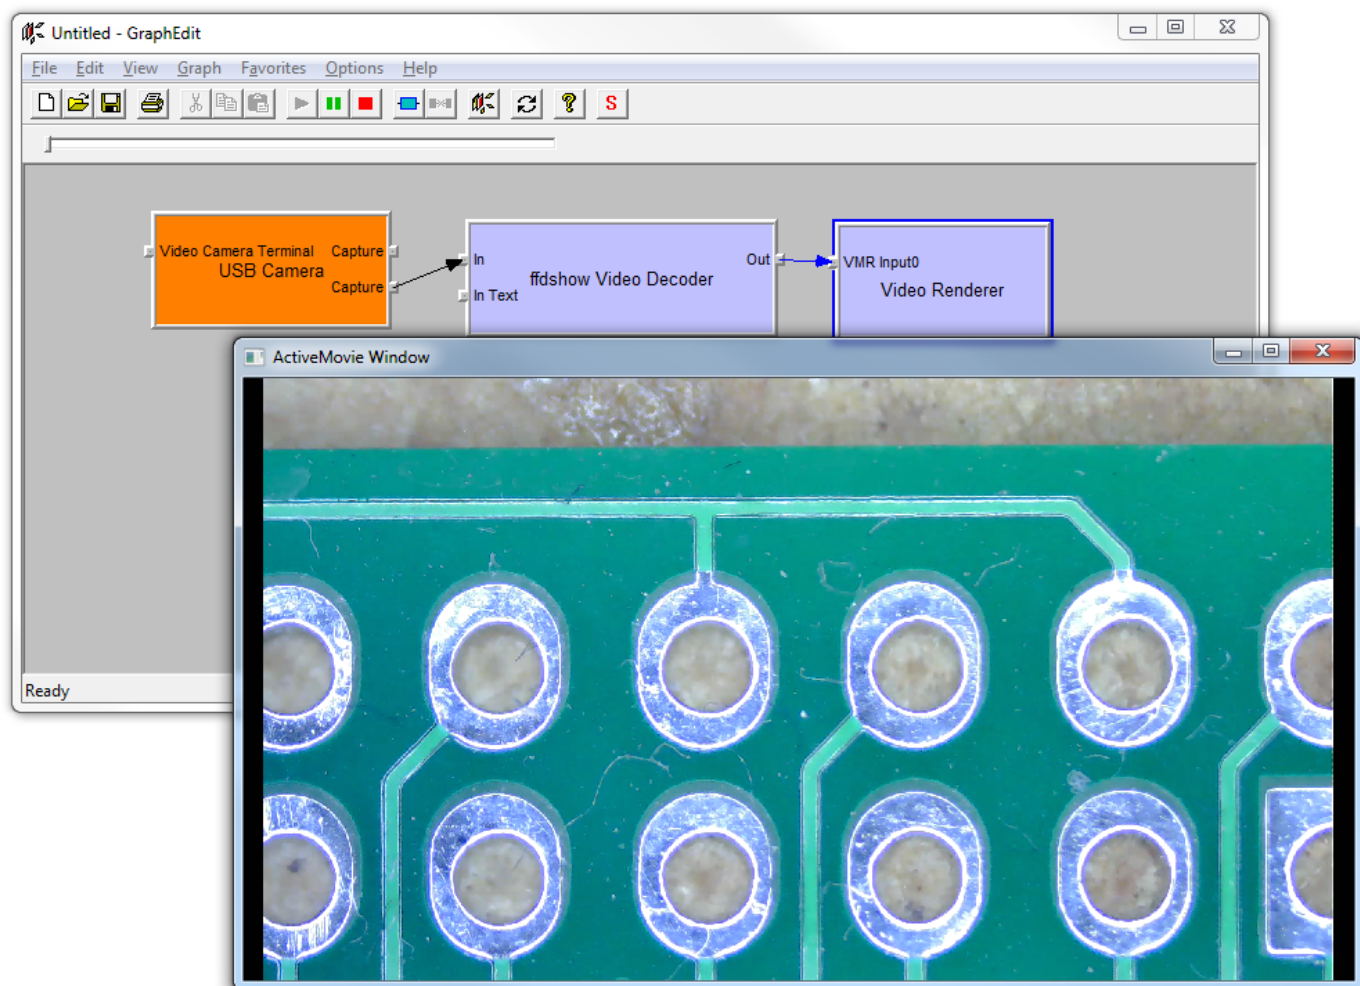 Untitled - GraphEdit
File Edit View Graph Favorites Options Help
S
Video Camera Terminal Capture
USB Camera
Capture
In
In Text
ffdshow Video Decoder
Out
VMR Input0
Video Renderer
ActiveMovie Window
Ready